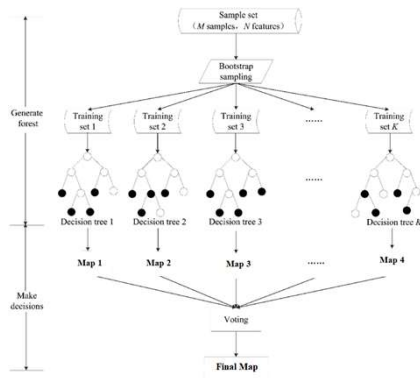 Sample set
(M samples, N features)
Bootstrap
sampling
Generate
forest
Training
set 1
Training
set 2
Training
set 3
......
Training
set K
......
Decision tree 1
Decision tree 2
Decision tree 3
Decision tree K
Map 1
Map 2
Map 3
......
Map 4
Make
decisions
Voting
Final Map